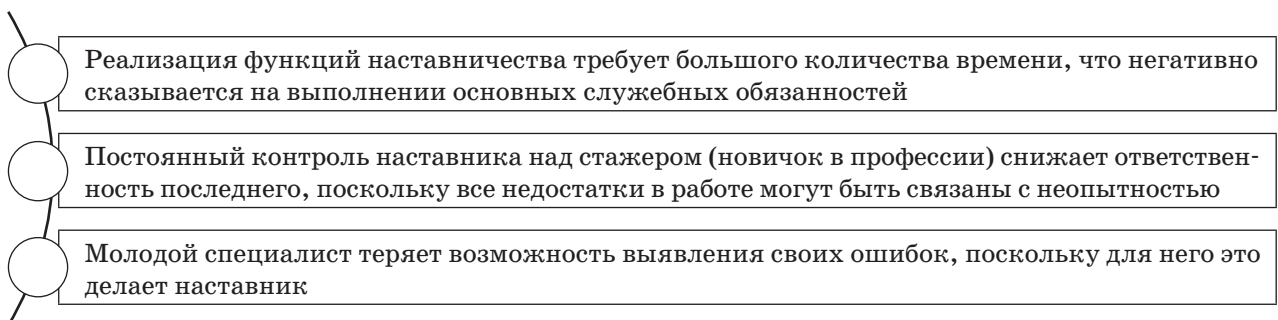 Реализация функций наставничества требует большого количества времени, что негативно
сказывается на выполнении основных служебных обязанностей
Постоянный контроль наставника над стажером (новичок в профессии) снижает ответствен-
ность последнего, поскольку все недостатки в работе могут быть связаны с неопытностью
Молодой специалист теряет возможность выявления своих ошибок, поскольку для него это
делает наставник